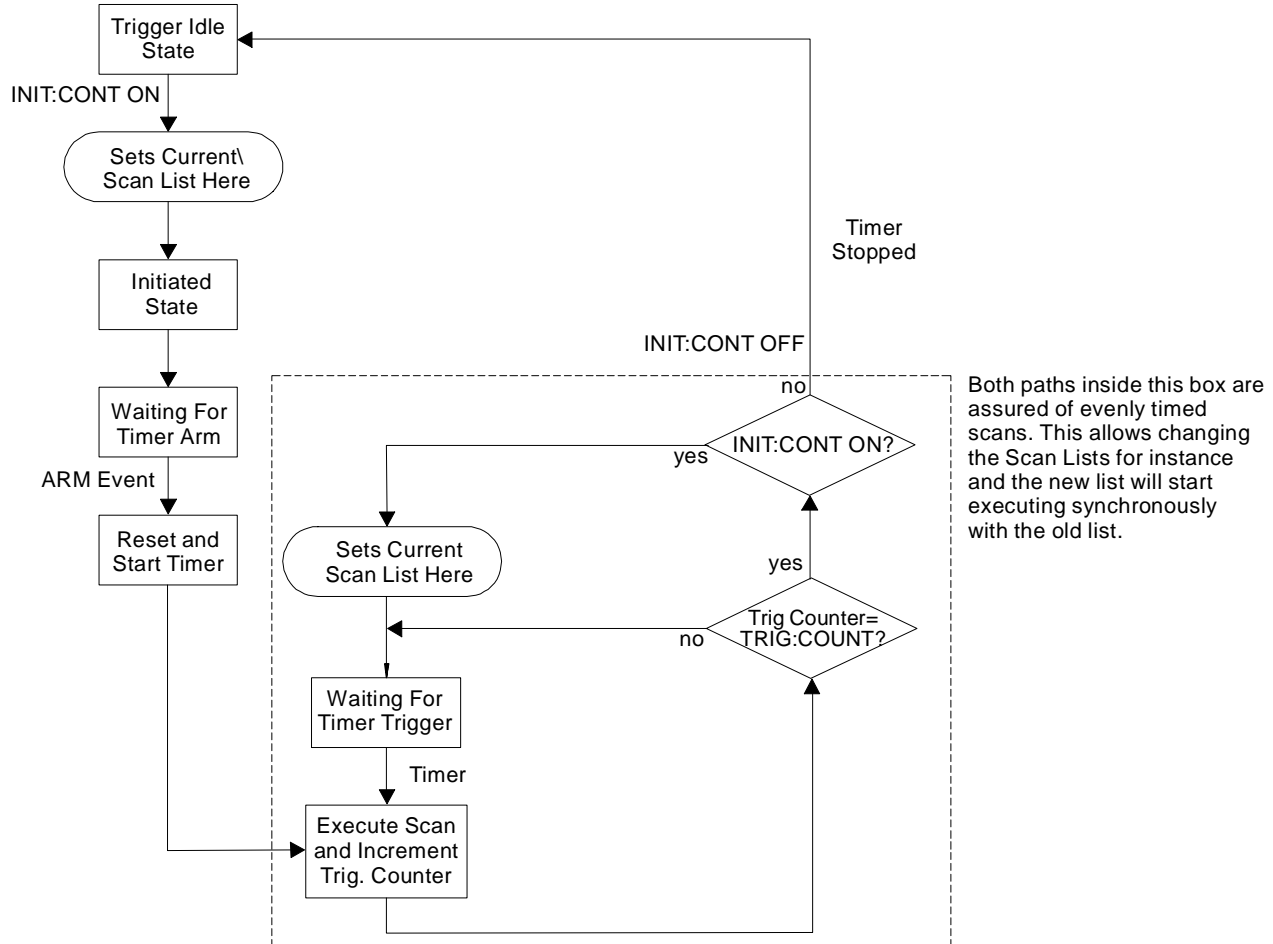 Trigger Idle
State
INIT:CONT ON
Sets Current\
Scan List Here
Initiated
State
Waiting For
Timer Arm
ARM Event
Reset and
Start Timer
Timer
Stopped
INIT:CONT OFF
no
INIT:CONT ON?
yes
Sets Current
Scan List Here
yes
Trig Counter=
TRIG:COUNT?
no
Waiting For
Timer Trigger
Timer
Execute Scan
and Increment
Trig. Counter
Both paths inside this box are
assured of evenly timed
scans. This allows changing
the Scan Lists for instance
and the new list will start
executing synchronously
with the old list.